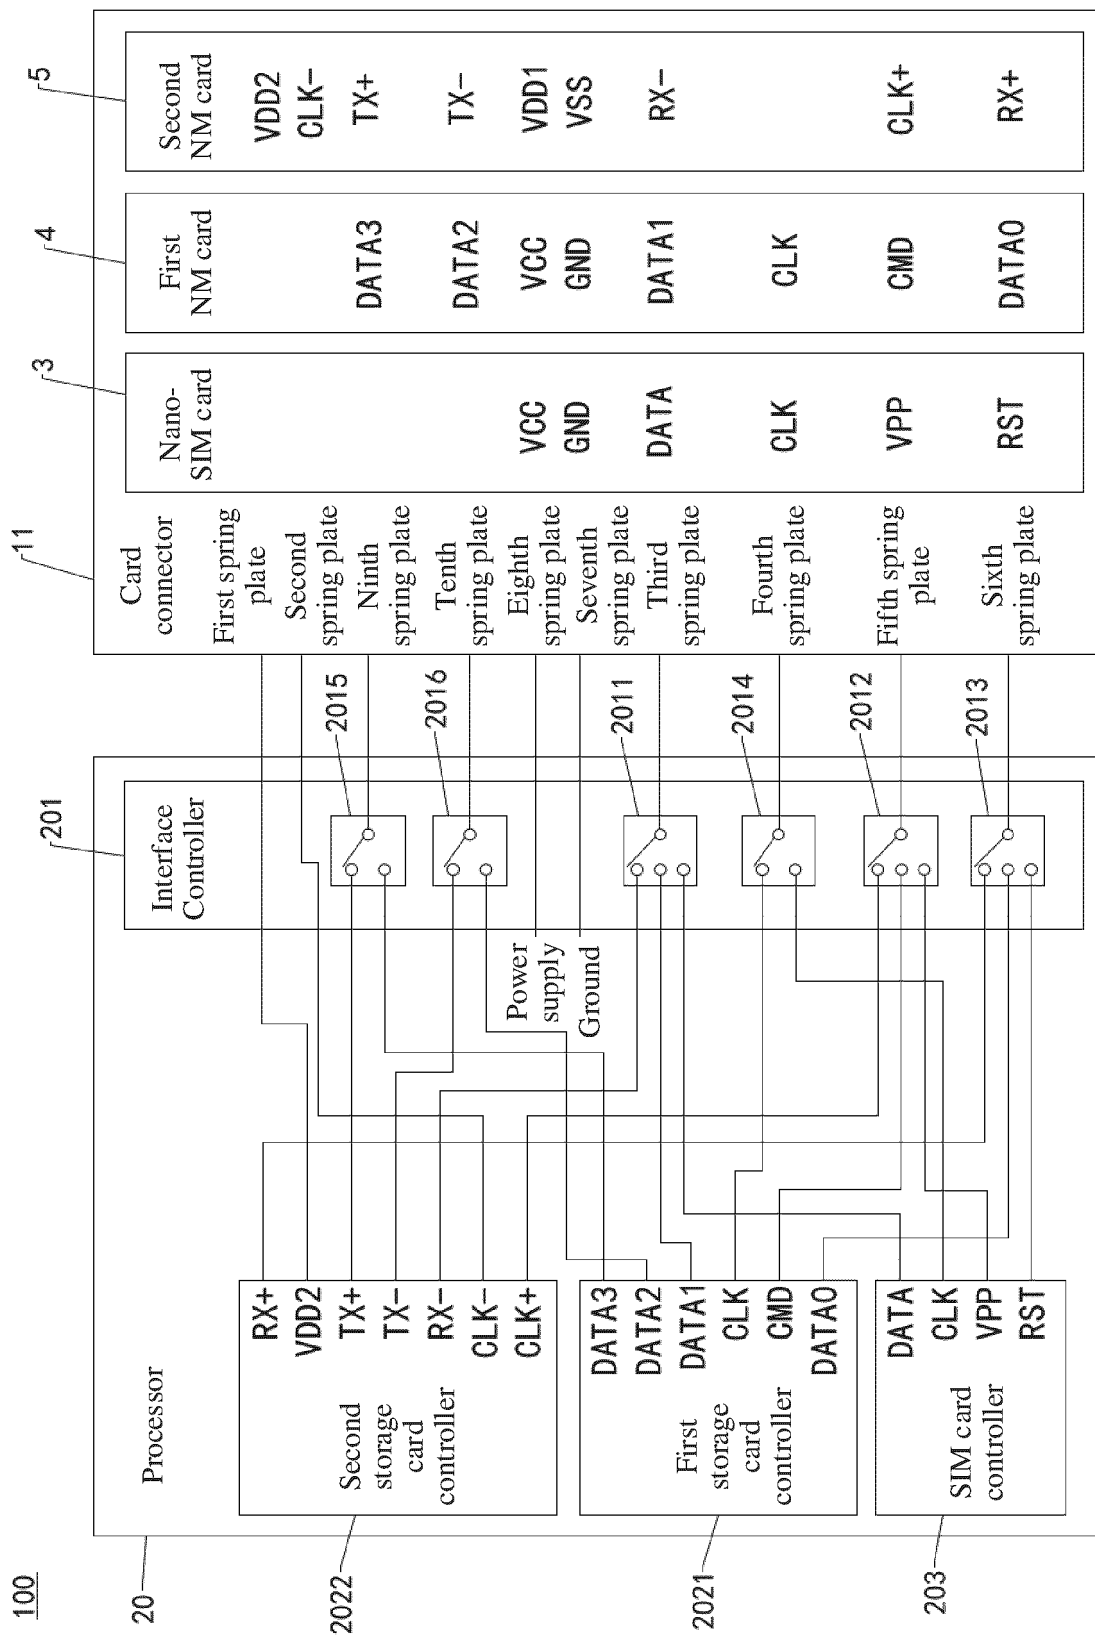 100
20
Processor
2022
Second
storage
card
controller
RX+
VDD2
TX+
TX-
RX-
CLK-
CLK+
2021
First
storage
card
controller
DATA3
DATA2
DATA1
CLK
CMD
DATA0
203
SIM card
controller
DATA
CLK
VPP
RST
201
Interface
Controller
Power
supply
Ground
2015
2016
2011
2014
2012
2013
11
Card
connector
First spring
plate
Second
spring plate
Ninth
spring plate
Tenth
spring plate
Eighth
spring plate
Seventh
spring plate
Third
spring plate
Fourth
spring plate
Fifth spring
plate
Sixth
spring plate
3
Nano-
SIM card
VCC
GND
DATA
CLK
VPP
RST
4
First
NM card
DATA3
DATA2
VCC
GND
DATA1
CLK
CMD
DATA0
5
Second
NM card
VDD2
CLK-
TX+
TX-
VDD1
VSS
RX-
CLK+
RX+